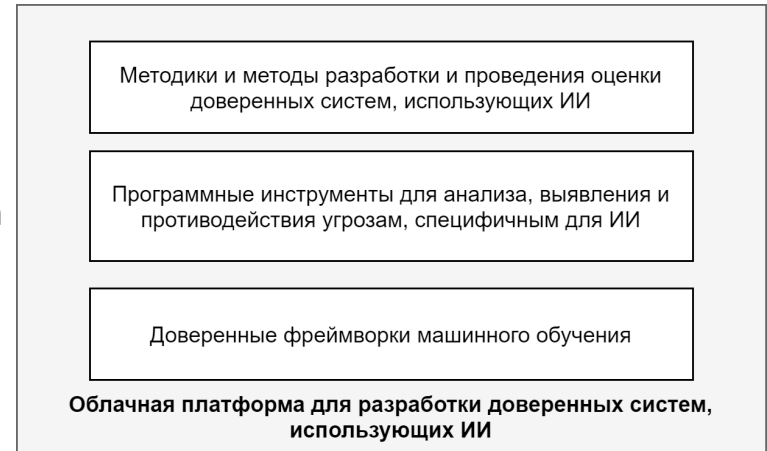 Методики и методы разработки и проведения оценки
доверенных систем, использующих ИИ
Программные инструменты для анализа, выявления и
противодействия угрозам, специфичным для ИИ
Доверенные фреймворки машинного обучения
Облачная платформа для разработки доверенных систем,
использующих ИИ